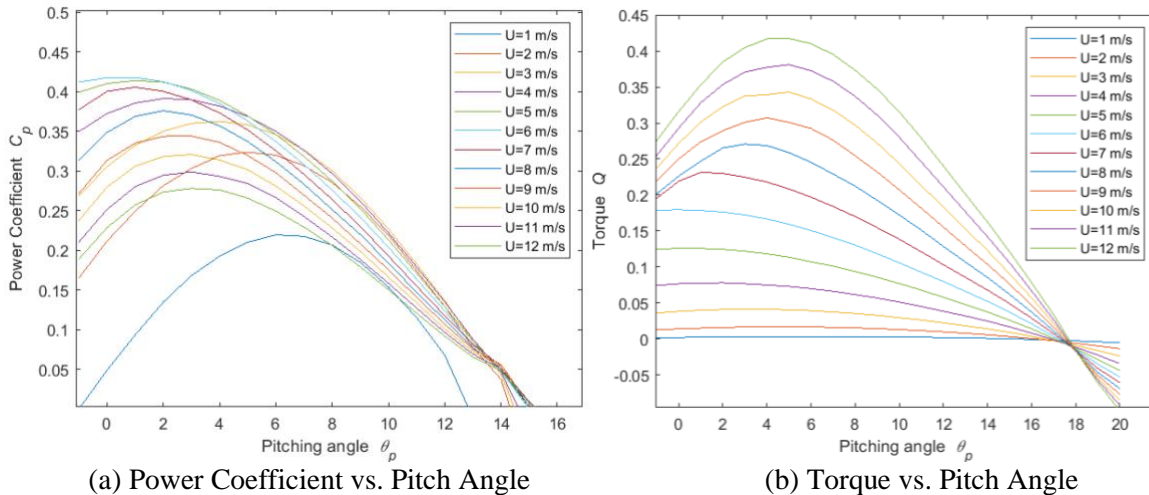 0.5
0.45
0.4
0.35
0.3
0.25
0.2
0.15
0.1
0.05
Power Coefficient C_p
0 2 4 6 8 10 12 14 16
Pitching angle θ_p
U=1 m/s
U=2 m/s
U=3 m/s
U=4 m/s
U=5 m/s
U=6 m/s
U=7 m/s
U=8 m/s
U=9 m/s
U=10 m/s
U=11 m/s
U=12 m/s
(a) Power Coefficient vs. Pitch Angle
0.45
0.4
0.35
0.3
0.25
0.2
0.15
0.1
0.05
0
-0.05
Torque Q
0 2 4 6 8 10 12 14 16 18 20
Pitching angle θ_p
U=1 m/s
U=2 m/s
U=3 m/s
U=4 m/s
U=5 m/s
U=6 m/s
U=7 m/s
U=8 m/s
U=9 m/s
U=10 m/s
U=11 m/s
U=12 m/s
(b) Torque vs. Pitch Angle